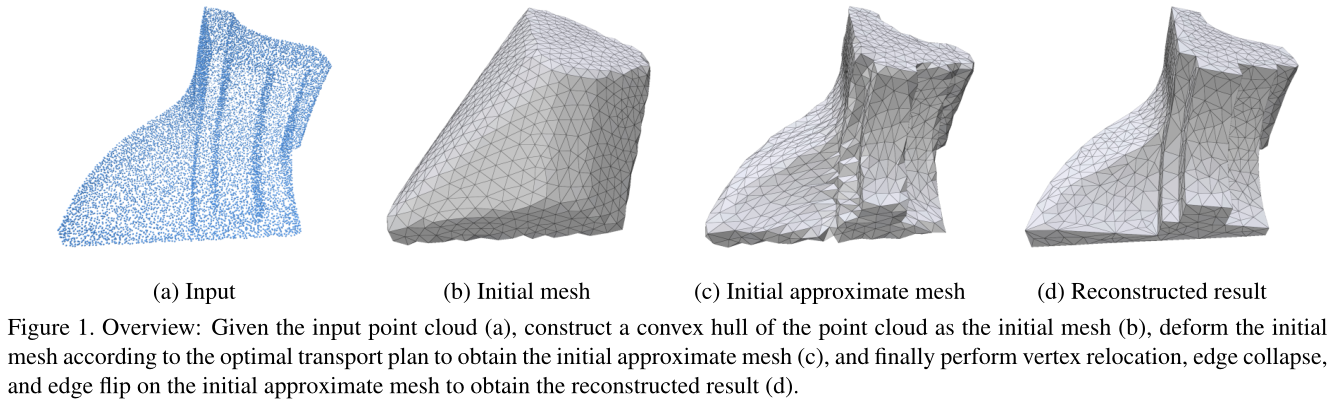 (a) Input
(b) Initial mesh
(c) Initial approximate mesh
(d) Reconstructed result
Figure 1. Overview: Given the input point cloud (a), construct a convex hull of the point cloud as the initial mesh (b), deform the initial
mesh according to the optimal transport plan to obtain the initial approximate mesh (c), and finally perform vertex relocation, edge collapse,
and edge flip on the initial approximate mesh to obtain the reconstructed result (d).